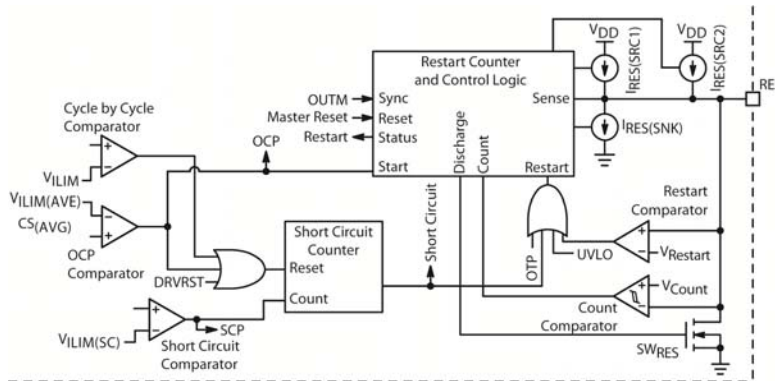 VDD
VDD
IRES(SRC1)
IRES(SRC2)
Restart Counter
and Control Logic
RE
OUTM
Sync
Sense
Master Reset
Reset
Restart
Status
IRES(SNK)
Cycle by Cycle
Comparator
OCP
Discharge
Count
Start
Restart
VILIM
VILIM(AVE)
CS(AVG)
OCP
Comparator
Short Circuit
Counter
Short Circuit
Restart
Comparator
VRestart
Reset
DRVRST
OTP
UVLO
Count
VCount
Count
Comparator
SCP
VILIM(SC)
Short Circuit
Comparator
SWRES